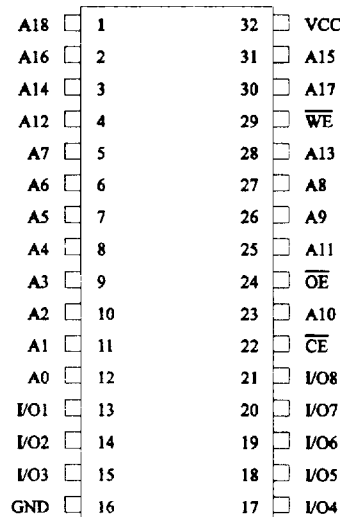 A18 1 32 VCC
A16 2 31 A15
A14 3 30 A17
A12 4 29 W̅E̅
A7 5 28 A13
A6 6 27 A8
A5 7 26 A9
A4 8 25 A11
A3 9 24 O̅E̅
A2 10 23 A10
A1 11 22 C̅E̅
A0 12 21 I/O8
I/O1 13 20 I/O7
I/O2 14 19 I/O6
I/O3 15 18 I/O5
GND 16 17 I/O4